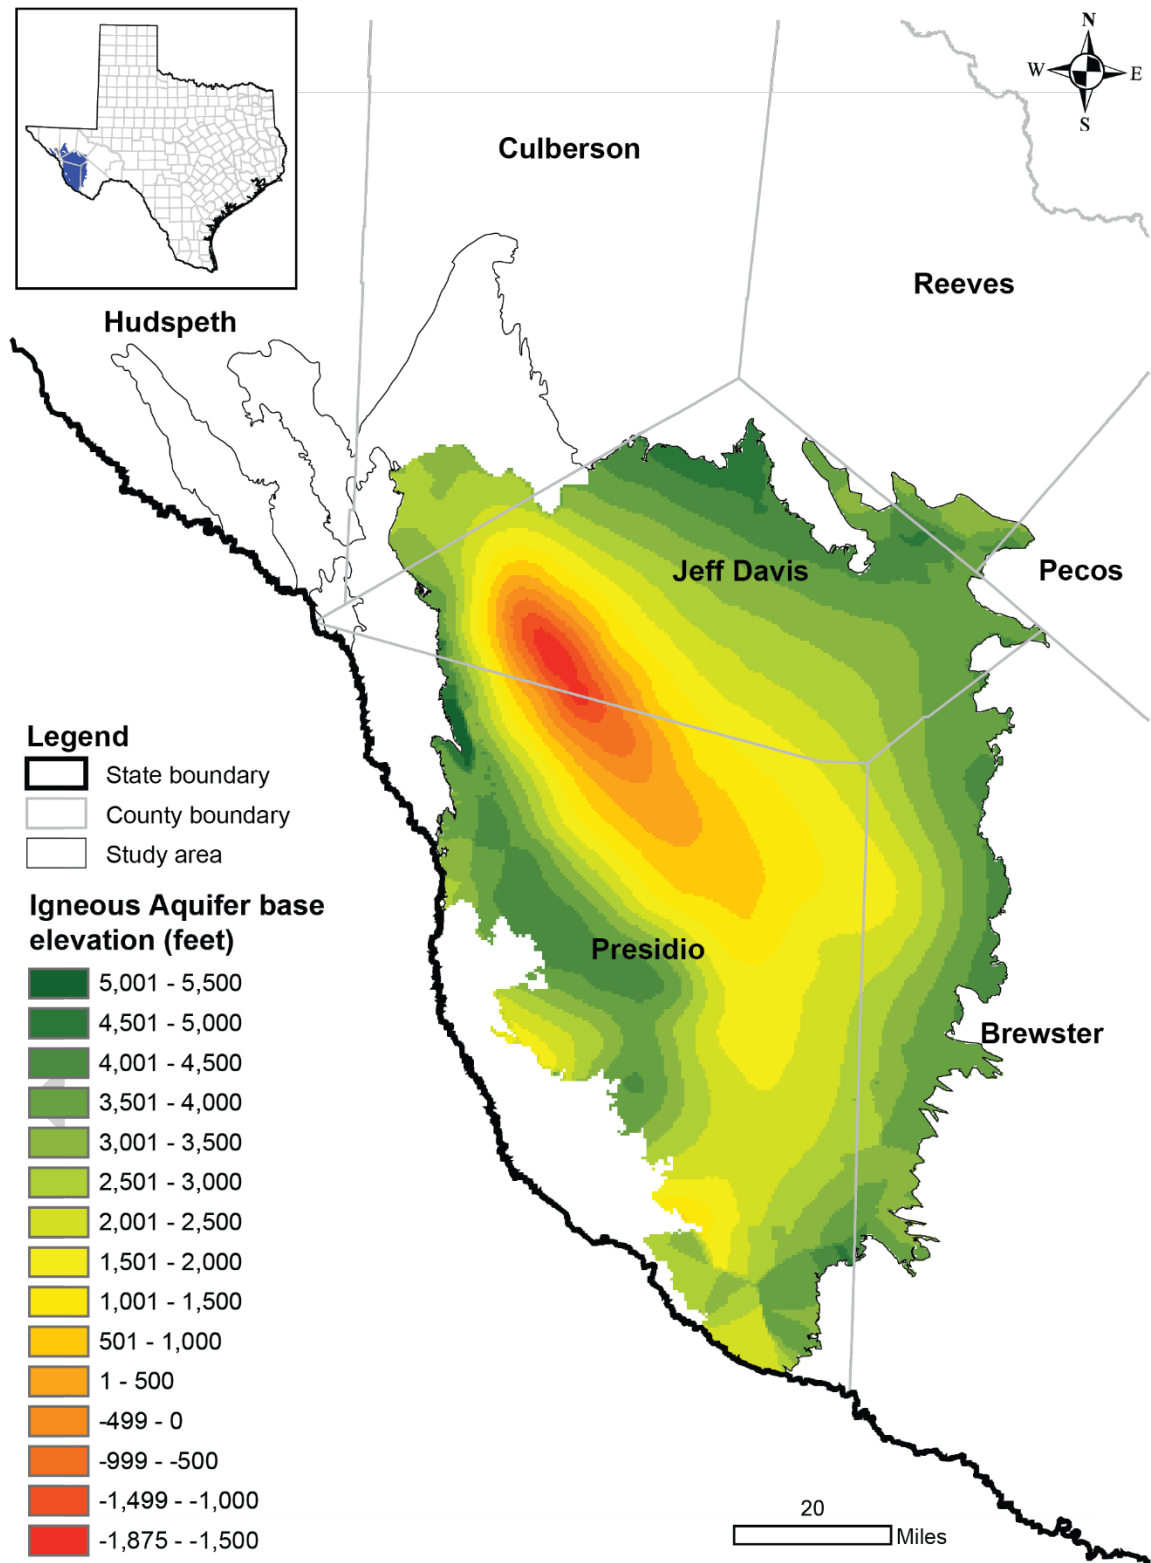 N
W
E
S
Culberson
Reeves
Hudspeth
Jeff Davis
Pecos
Legend
State boundary
County boundary
Study area
Igneous Aquifer base
elevation (feet)
Presidio
5,001 - 5,500
4,501 - 5,000
Brewster
4,001 - 4,500
3,501 - 4,000
3,001 - 3,500
2,501 - 3,000
2,001 - 2,500
1,501 - 2,000
1,001 - 1,500
501 - 1,000
1 - 500
-499 - 0
-999 - -500
-1,499 - -1,000
-1,875 - -1,500
20
Miles